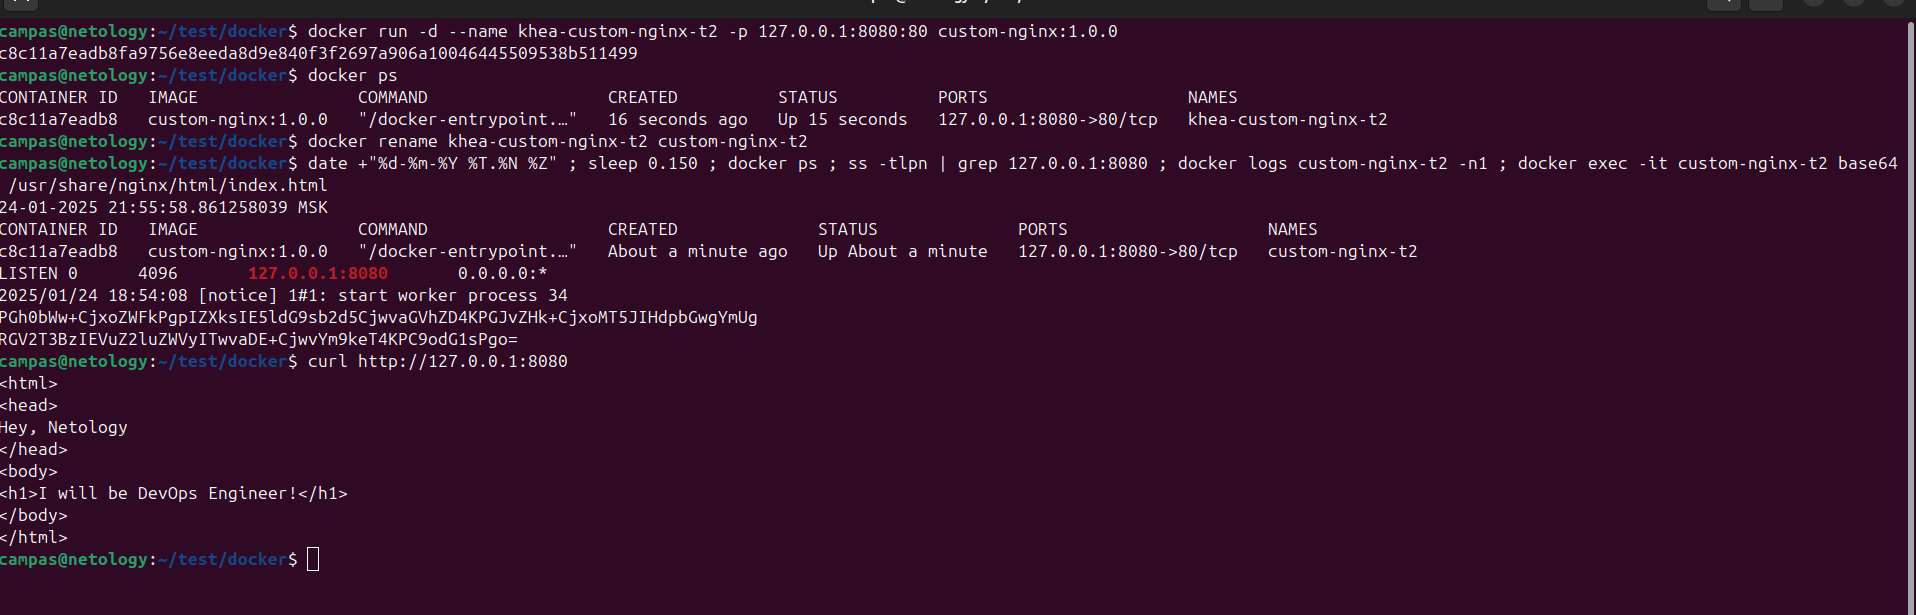 campas@netology:~/test/docker$ docker run -d --name khea-custom-nginx-t2 -p 127.0.0.1:8080:80 custom-nginx:1.0.0
c8c11a7eadb8fa9756e8eeda8d9e840f3f2697a906a10046445509538b511499
campas@netology:~/test/docker$ docker ps
CONTAINER ID   IMAGE                COMMAND                  CREATED          STATUS          PORTS                    NAMES
c8c11a7eadb8   custom-nginx:1.0.0   "/docker-entrypoint.…"   16 seconds ago   Up 15 seconds   127.0.0.1:8080->80/tcp   khea-custom-nginx-t2
campas@netology:~/test/docker$ docker rename khea-custom-nginx-t2 custom-nginx-t2
campas@netology:~/test/docker$ date +"%d-%m-%Y %T.%N %Z" ; sleep 0.150 ; docker ps ; ss -tlpn | grep 127.0.0.1:8080 ; docker logs custom-nginx-t2 -n1 ; docker exec -it custom-nginx-t2 base64
 /usr/share/nginx/html/index.html
24-01-2025 21:55:58.861258039 MSK
CONTAINER ID   IMAGE                COMMAND                  CREATED              STATUS              PORTS                    NAMES
c8c11a7eadb8   custom-nginx:1.0.0   "/docker-entrypoint.…"   About a minute ago   Up About a minute   127.0.0.1:8080->80/tcp   custom-nginx-t2
LISTEN 0      4096       127.0.0.1:8080       0.0.0.0:*
2025/01/24 18:54:08 [notice] 1#1: start worker process 34
PGh0bWw+CjxoZWFkPgpIZXksIE5ldG9sb2d5CjwvaGVhZD4KPGJvZHk+CjxoMT5JIHdpbGwgYmUg
RGV2T3BzIEVuZ2luZWVyITwvaDE+CjwvYm9keT4KPC9odG1sPgo=
campas@netology:~/test/docker$ curl http://127.0.0.1:8080
<html>
<head>
Hey, Netology
</head>
<body>
<h1>I will be DevOps Engineer!</h1>
</body>
</html>
campas@netology:~/test/docker$